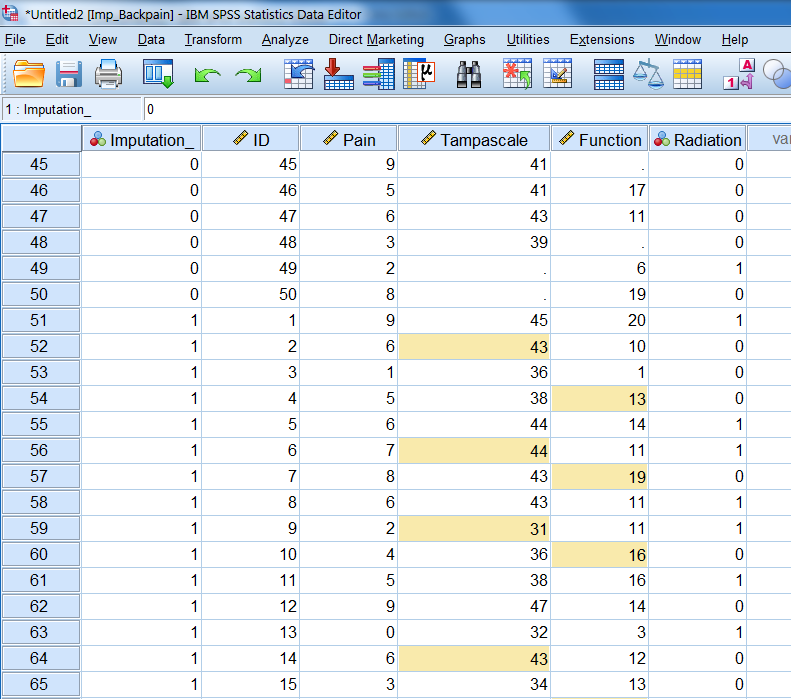 *Untitled2 [Imp_Backpain] - IBM SPSS Statistics Data Editor
File Edit View Data Transform Analyze Direct Marketing Graphs Utilities Extensions Window Help
μ A 1
1 : Imputation_ 0
Imputation_ ID Pain Tampascale Function Radiation va
45 0 45 9 41 . 0
46 0 46 5 41 17 0
47 0 47 6 43 11 0
48 0 48 3 39 . 0
49 0 49 2 . 6 1
50 0 50 8 . 19 0
51 1 1 9 45 20 1
52 1 2 6 43 10 0
53 1 3 1 36 1 0
54 1 4 5 38 13 0
55 1 5 6 44 14 1
56 1 6 7 44 11 1
57 1 7 8 43 19 0
58 1 8 6 43 11 1
59 1 9 2 31 11 1
60 1 10 4 36 16 0
61 1 11 5 38 16 1
62 1 12 9 47 14 0
63 1 13 0 32 3 1
64 1 14 6 43 12 0
65 1 15 3 34 13 0